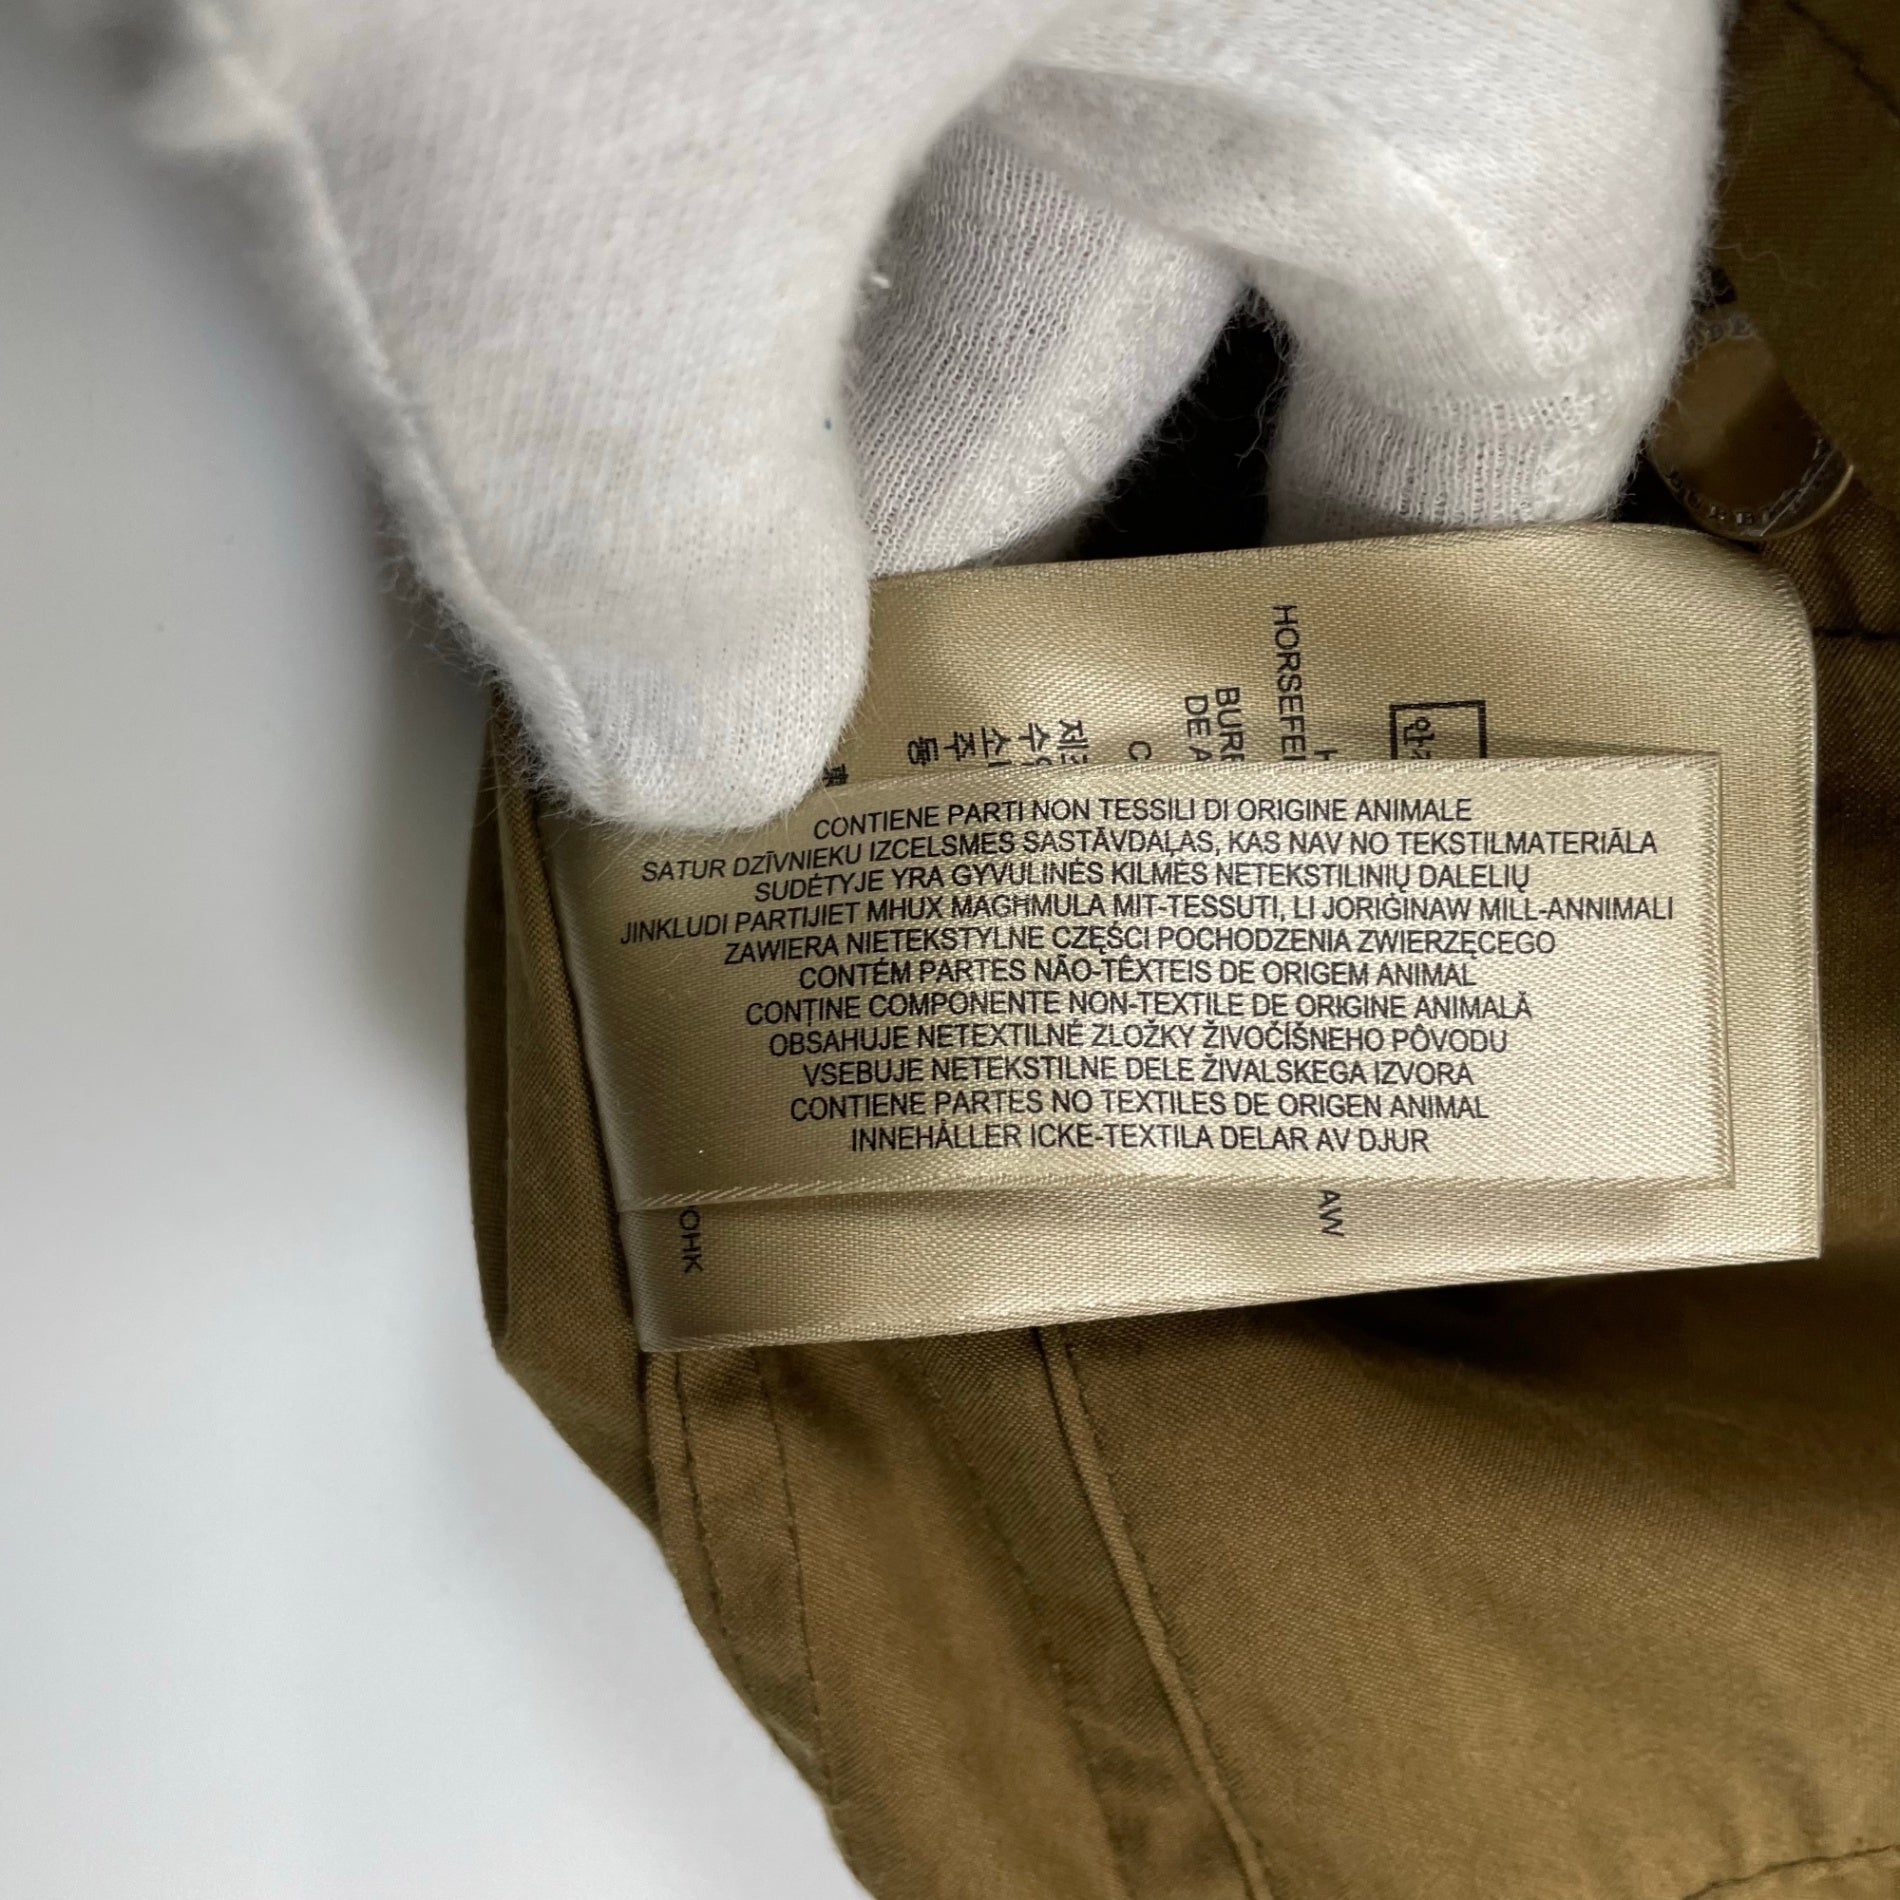 CONTIENE PARTI NON TESSILI DI ORIGINE ANIMALE
SATUR DZĪVNIEKU IZCELSMES SASTĀVDAĻAS, KAS NAV NO TEKSTILMATERIĀLA
SUDĖTYJE YRA GYVULINĖS KILMĖS NETEKSTILINIŲ DALELIŲ
JINKLUDI PARTIJIET MHUX MAGĦMULA MIT-TESSUTI, LI JORIĠINAW MILL-ANNIMALI
ZAWIERA NIETEKSTYLNE CZĘŚCI POCHODZENIA ZWIERZĘCEGO
CONTÉM PARTES NÃO-TÊXTEIS DE ORIGEM ANIMAL
CONȚINE COMPONENTE NON-TEXTILE DE ORIGINE ANIMALĂ
OBSAHUJE NETEXTILNÉ ZLOŽKY ŽIVOČÍŠNEHO PÔVODU
VSEBUJE NETEKSTILNE DELE ŽIVALSKEGA IZVORA
CONTIENE PARTES NO TEXTILES DE ORIGEN ANIMAL
INNEHÅLLER ICKE-TEXTILA DELAR AV DJUR
HORSEFE
BURE
DE A
AW
OHK